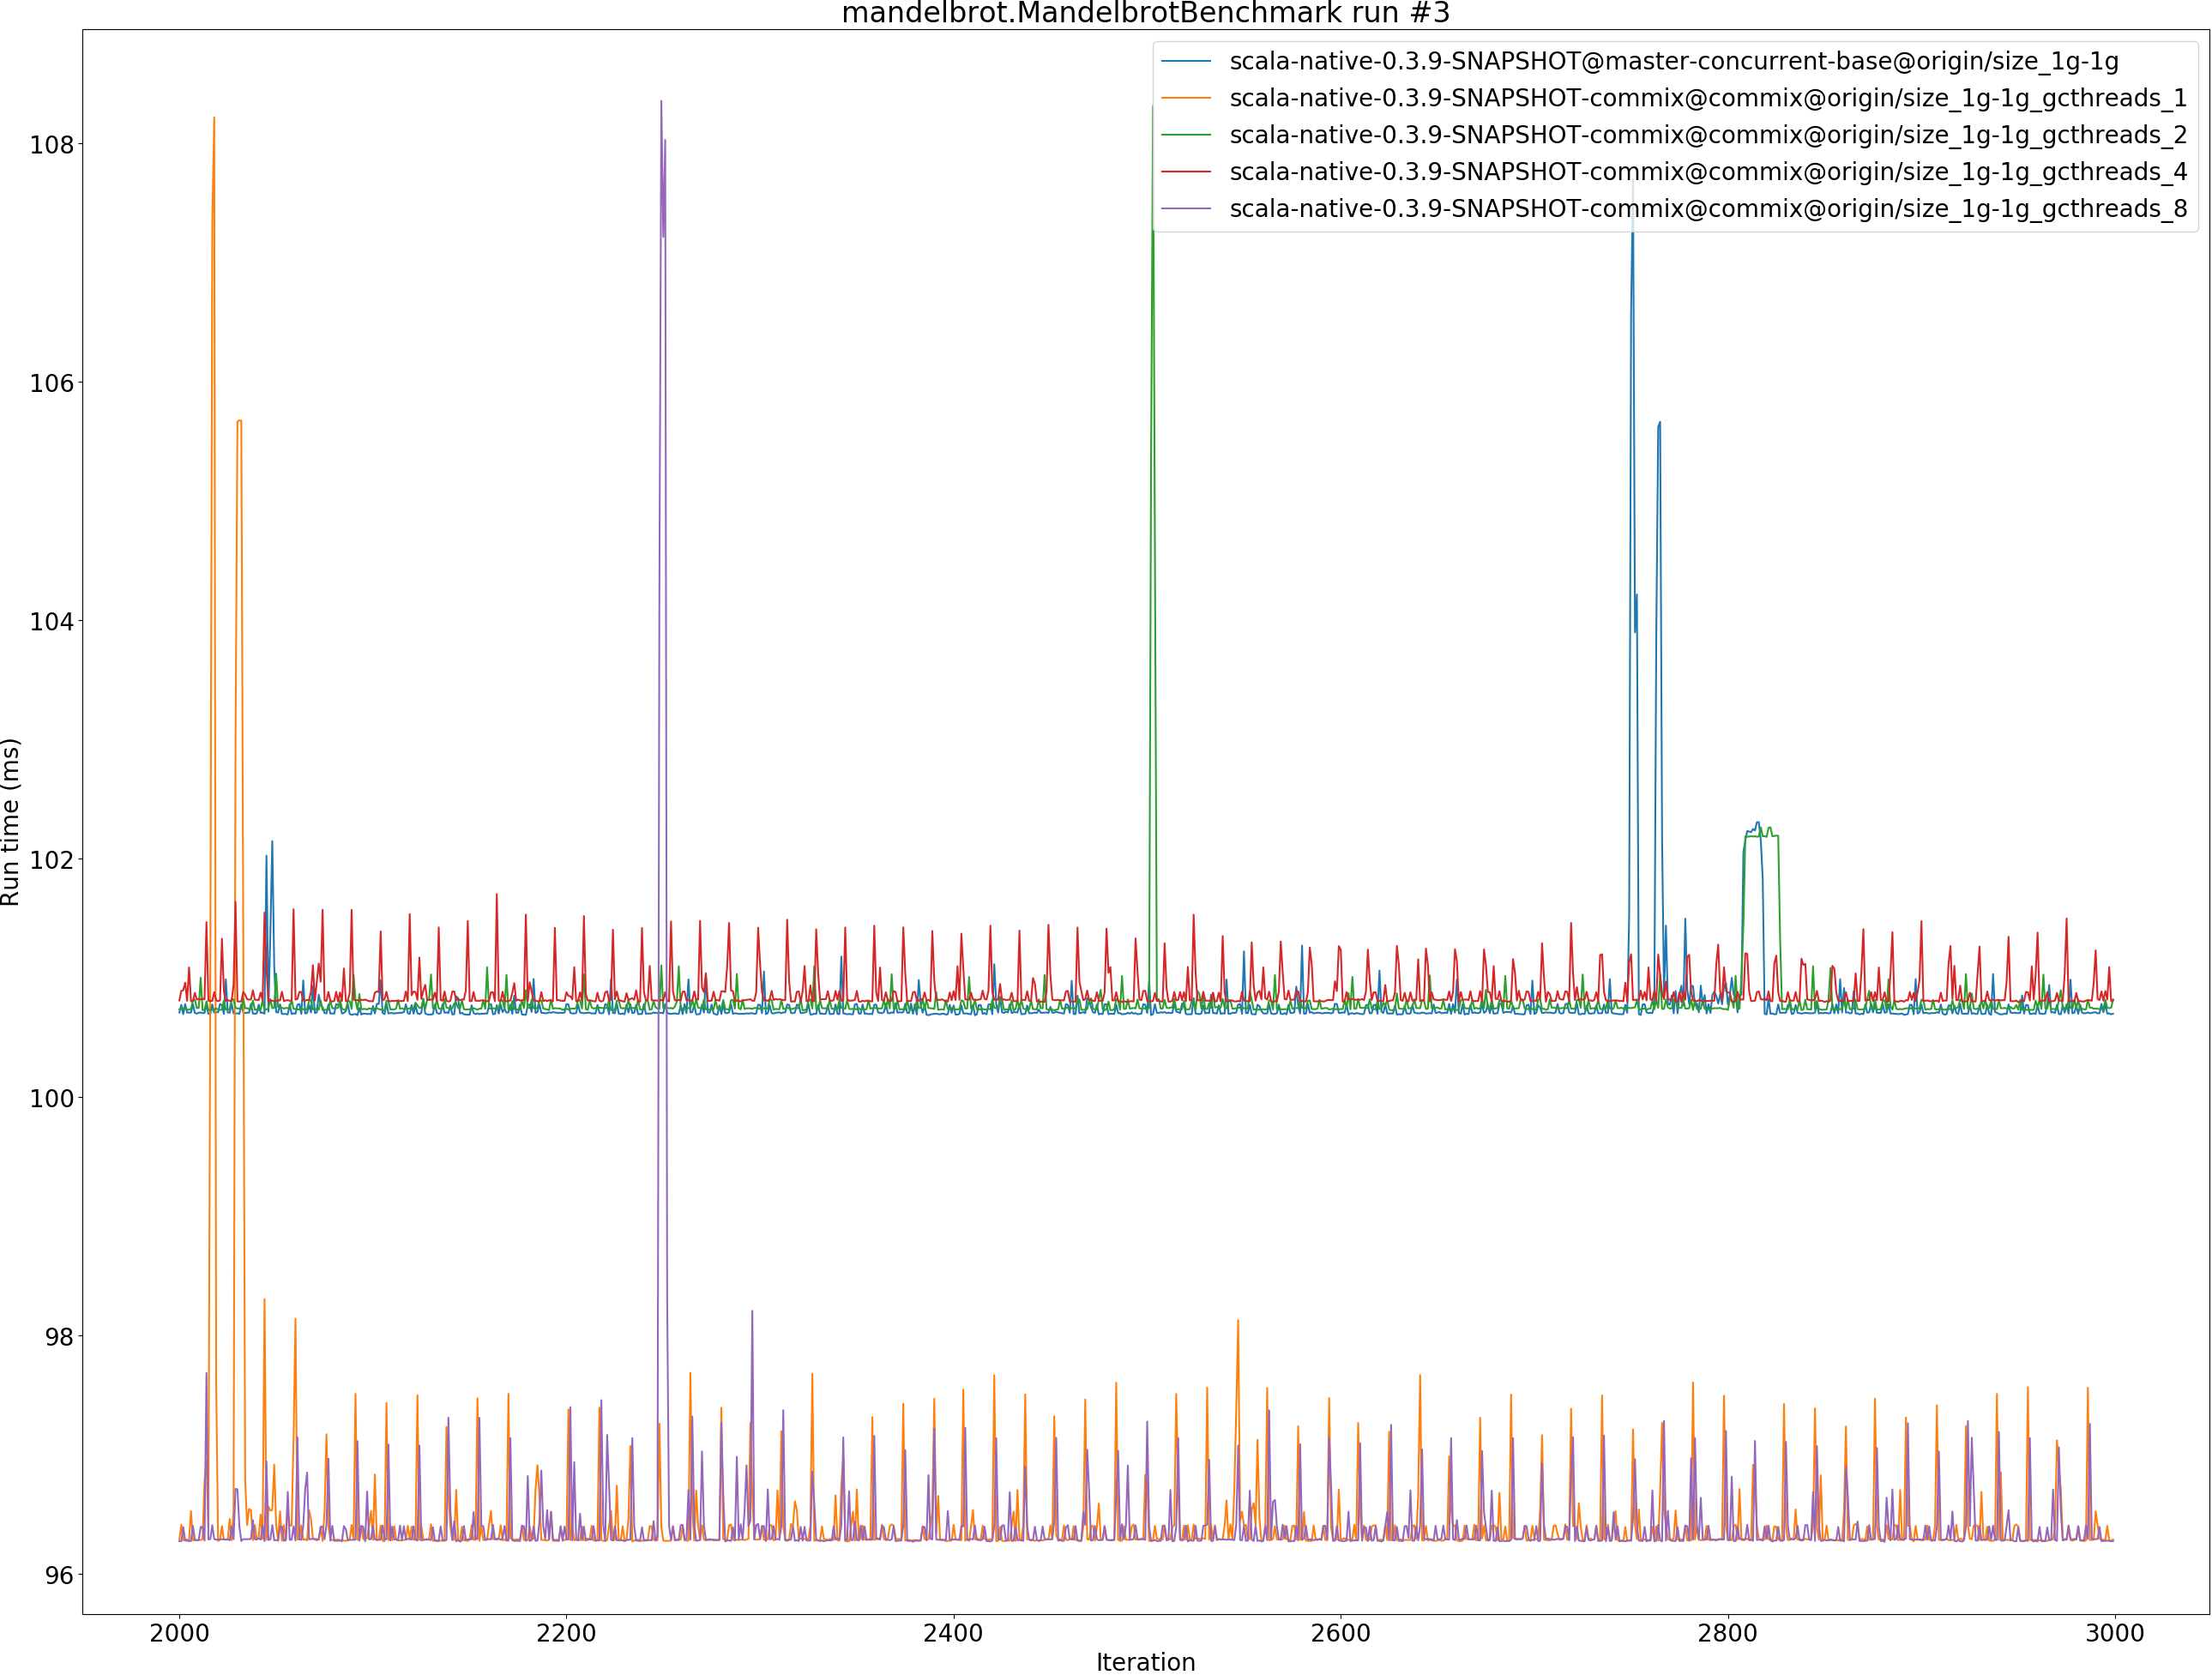 mandelbrot.MandelbrotBenchmark run #3
scala-native-0.3.9-SNAPSHOT@master-concurrent-base@origin/size_1g-1g
scala-native-0.3.9-SNAPSHOT-commix@commix@origin/size_1g-1g_gcthreads_1
scala-native-0.3.9-SNAPSHOT-commix@commix@origin/size_1g-1g_gcthreads_2
scala-native-0.3.9-SNAPSHOT-commix@commix@origin/size_1g-1g_gcthreads_4
scala-native-0.3.9-SNAPSHOT-commix@commix@origin/size_1g-1g_gcthreads_8
108
106
104
102
100
98
96
Run time (ms)
2000 2200 2400 2600 2800 3000
Iteration